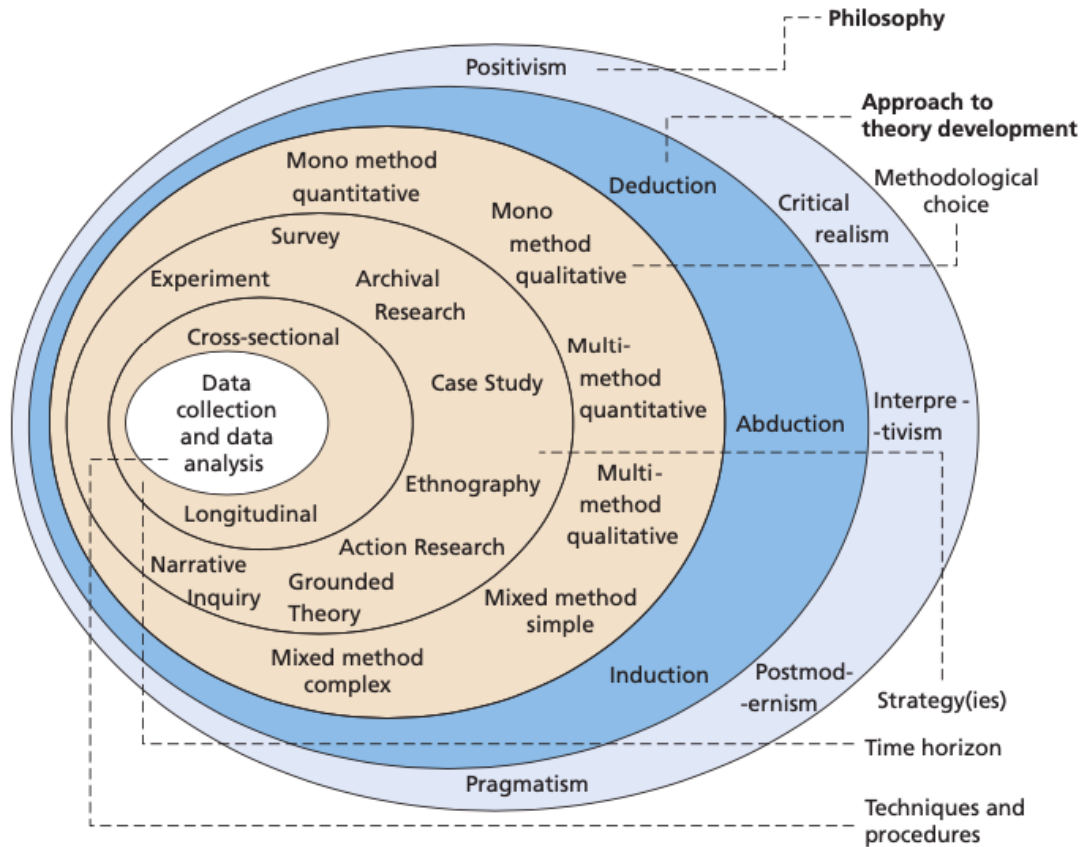 Philosophy
Positivism
Approach to
theory development
Mono method
quantitative
Deduction
Methodological
choice
Mono
method
qualitative
Critical
realism
Survey
Experiment
Archival
Research
Cross-sectional
Multi-
method
quantitative
Data
collection
and data
analysis
Case Study
Abduction
Interpre-
-tivism
Ethnography
Multi-
method
qualitative
Longitudinal
Action Research
Narrative
Inquiry
Grounded
Theory
Mixed method
simple
Mixed method
complex
Induction
Postmod-
-ernism
Strategy(ies)
Time horizon
Pragmatism
Techniques and
procedures